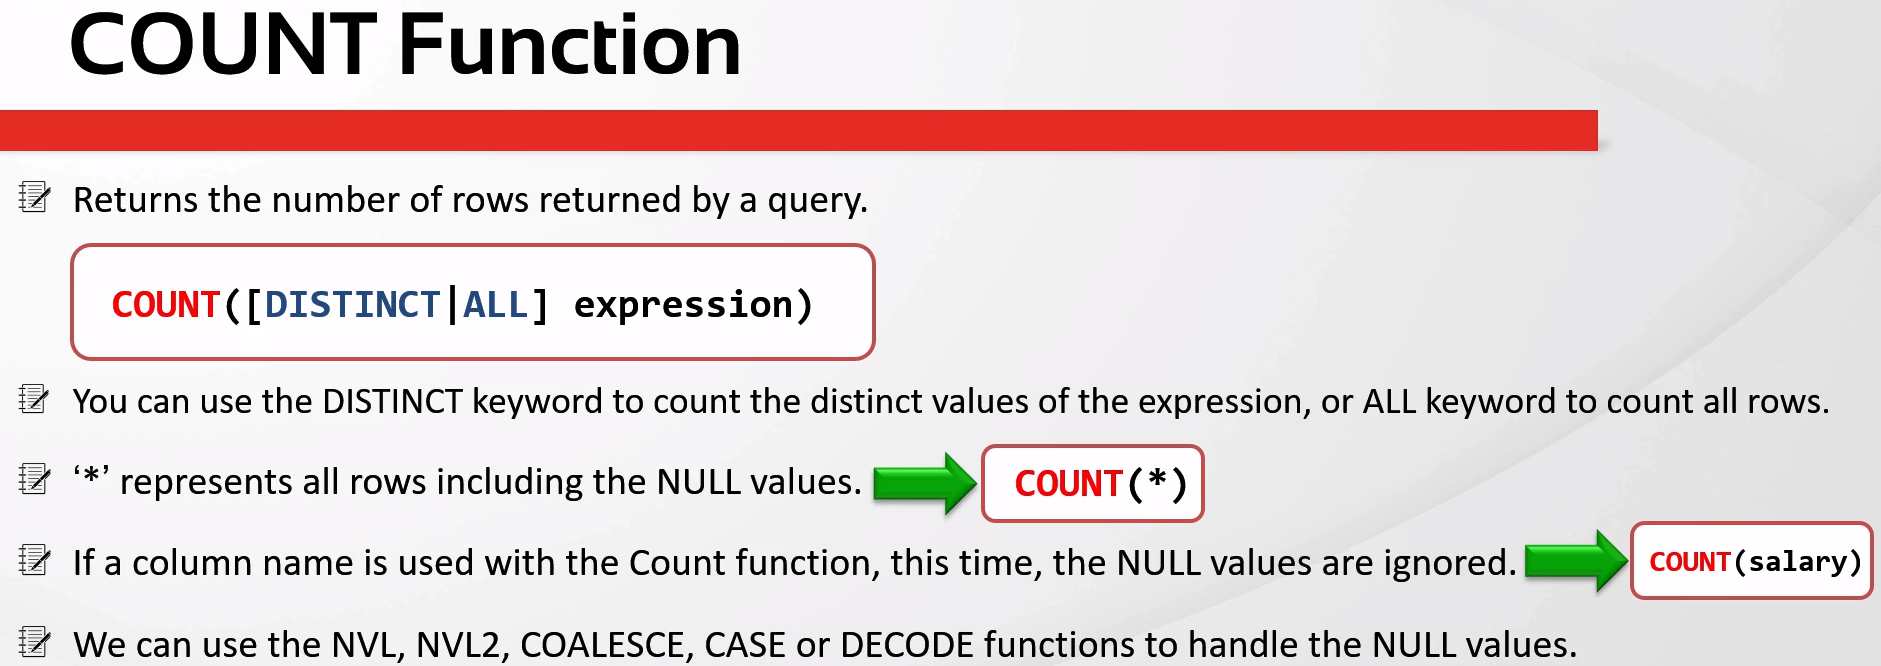 COUNT Function
Returns the number of rows returned by a query.
COUNT([DISTINCT|ALL] expression)
You can use the DISTINCT keyword to count the distinct values of the expression, or ALL keyword to count all rows.
‘*’ represents all rows including the NULL values. COUNT(*)
If a column name is used with the Count function, this time, the NULL values are ignored. COUNT(salary)
We can use the NVL, NVL2, COALESCE, CASE or DECODE functions to handle the NULL values.